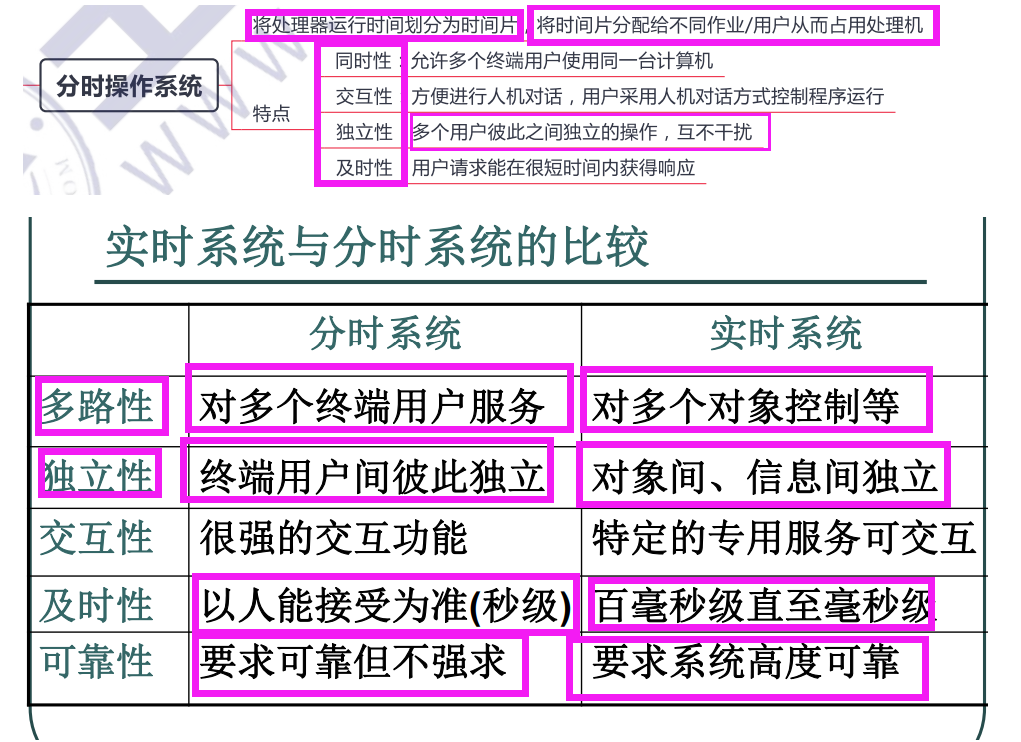 将处理器运行时间划分为时间片，将时间片分配给不同作业/用户从而占用处理机
分时操作系统
特点
同时性：允许多个终端用户使用同一台计算机
交互性：方便进行人机对话，用户采用人机对话方式控制程序运行
独立性：多个用户彼此之间独立的操作，互不干扰
及时性：用户请求能在很短时间内获得响应
WWW
实时系统与分时系统的比较
分时系统 实时系统
多路性 对多个终端用户服务 对多个对象控制等
独立性 终端用户间彼此独立 对象间、信息间独立
交互性 很强的交互功能 特定的专用服务可交互
及时性 以人能接受为准(秒级) 百毫秒级直至毫秒级
可靠性 要求可靠但不强求 要求系统高度可靠